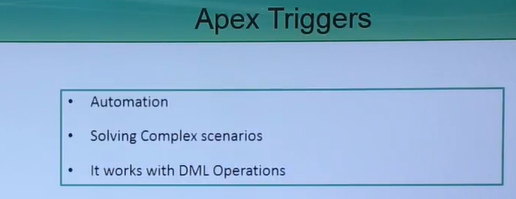 Apex Triggers
• Automation
• Solving Complex scenarios
• It works with DML Operations